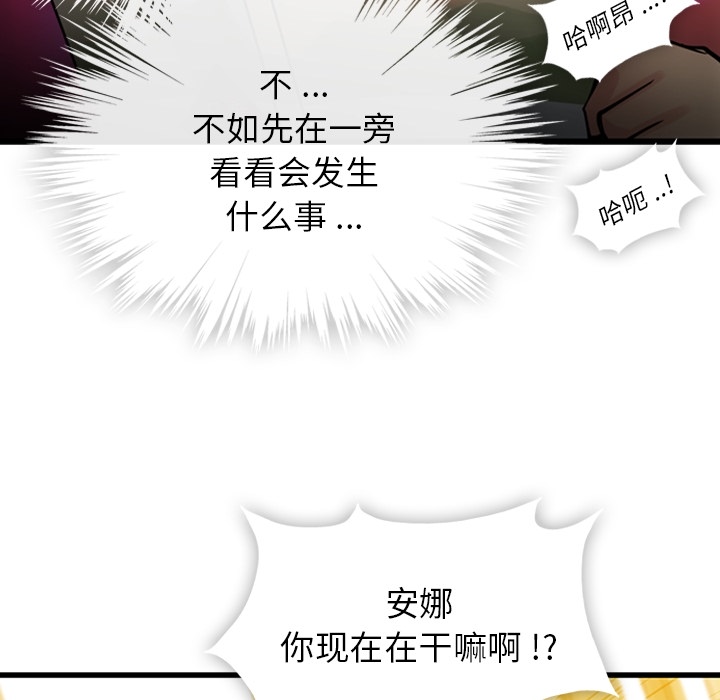 哈啊昂 ...
不 ...
不如先在一旁
看看会发生
什么事 ...
哈呃 ..!
安娜
你现在在干嘛啊 !?